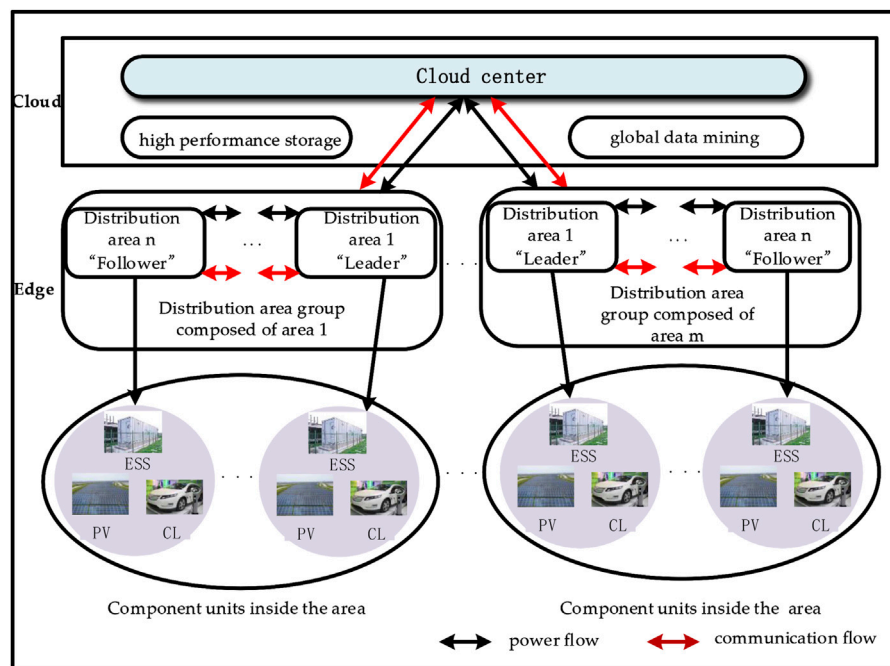 Cloud center
Cloud
high performance storage
global data mining
Distribution
area n
“Follower”
...
Distribution
area 1
“Leader”
. . .
Distribution
area 1
“Leader”
...
Distribution
area n
“Follower”
Edge
Distribution area group
composed of area 1
Distribution area
group composed of
area m
ESS
PV
CL
. . .
ESS
PV
CL
. . .
ESS
PV
CL
. . .
ESS
PV
CL
Component units inside the area
Component units inside the area
power flow
communication flow